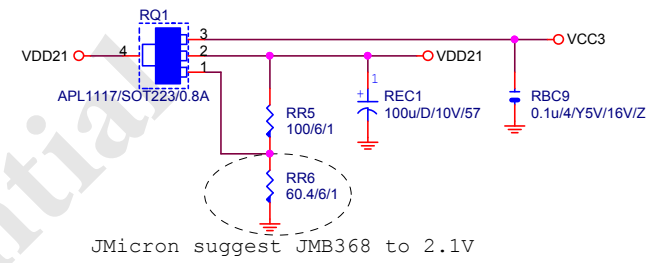 RQ1
3
VCC3
VDD21 4
2
VDD21
1
1
APL1117/SOT223/0.8A
+
RR5
100/6/1
REC1
100u/D/10V/57
RBC9
0.1u/4/Y5V/16V/Z
RR6
60.4/6/1
JMicron suggest JMB368 to 2.1V
ential